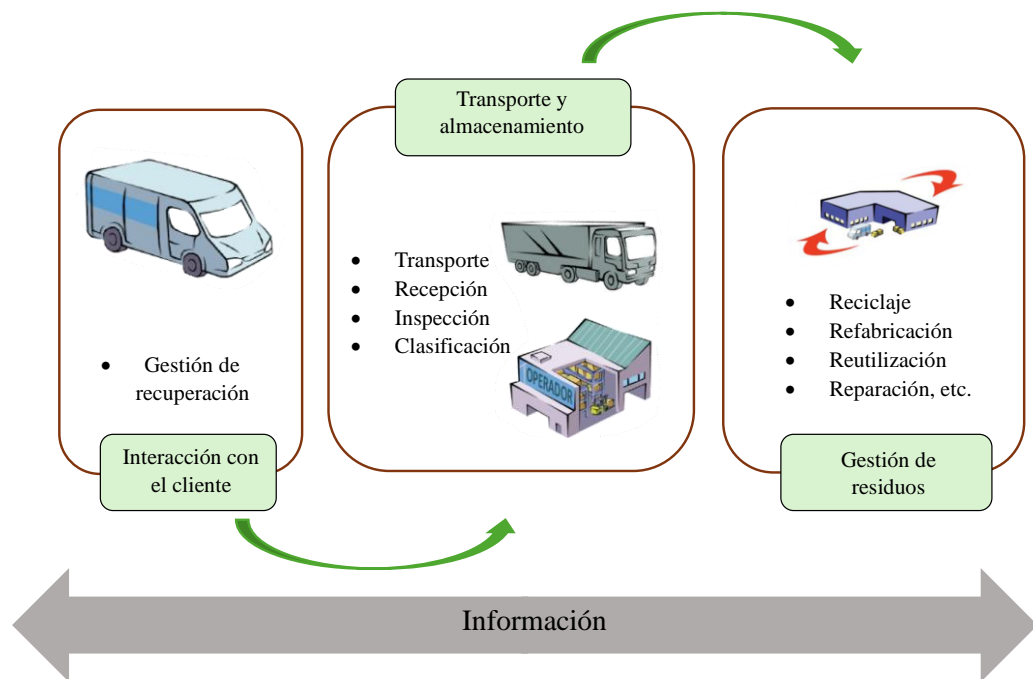 Gestión de
recuperación
Interacción con
el cliente
Transporte y
almacenamiento
Transporte
Recepción
Inspección
Clasificación
OPERADOR
Reciclaje
Refabricación
Reutilización
Reparación, etc.
Gestión de
residuos
Información